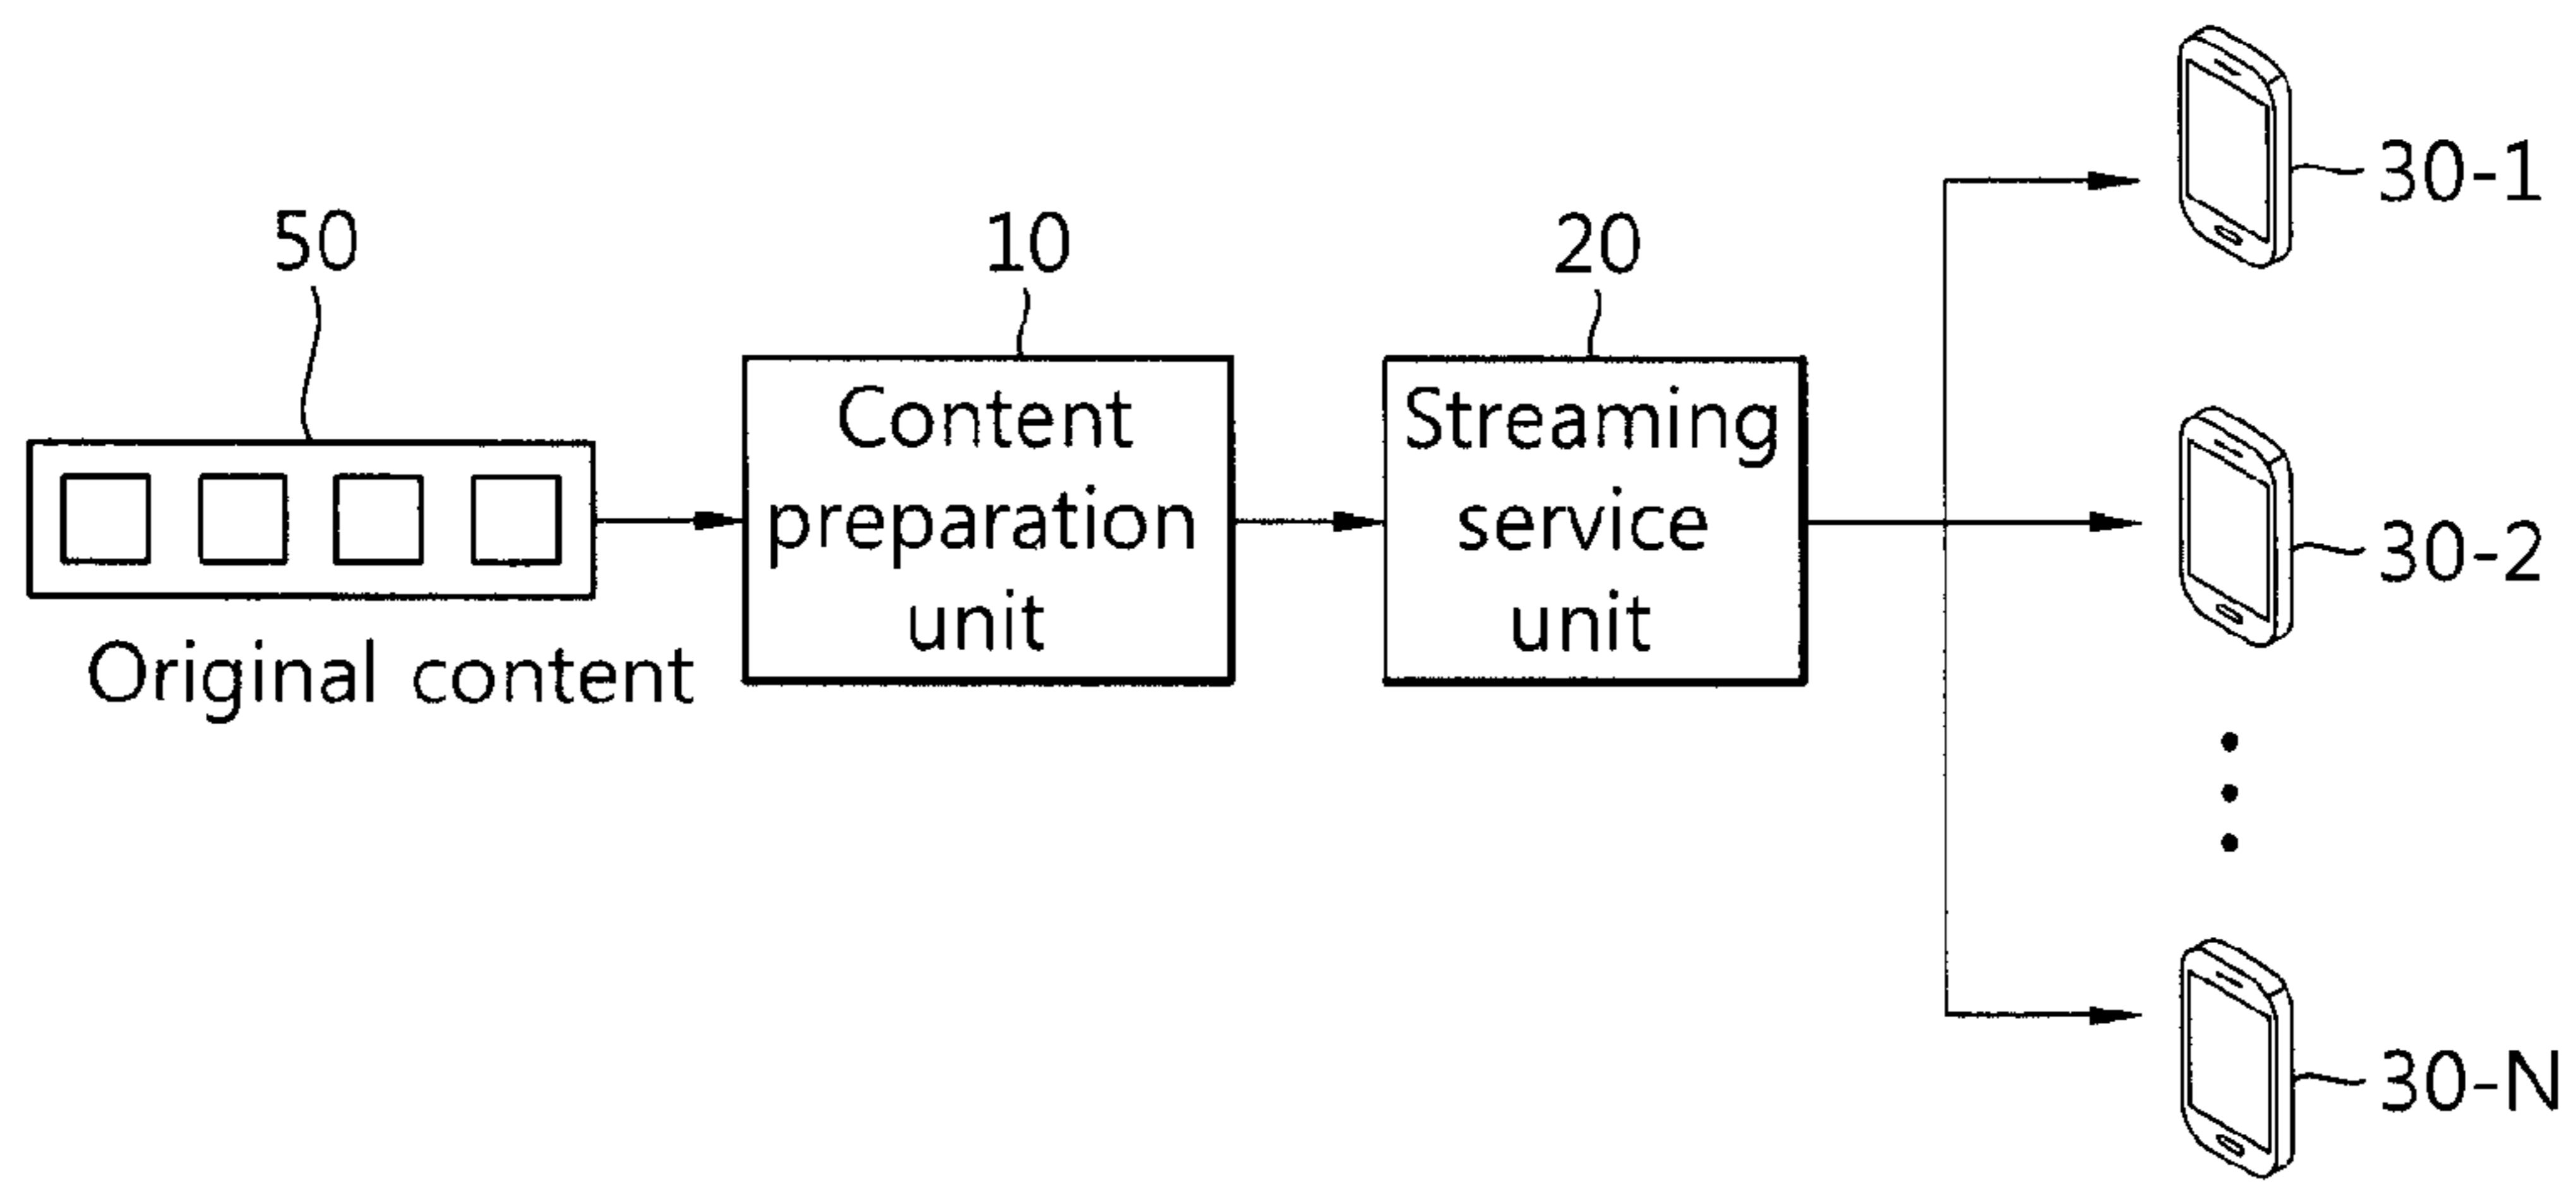 50
Original content
10
Content
preparation
unit
20
Streaming
service
unit
30-1
30-2
30-N